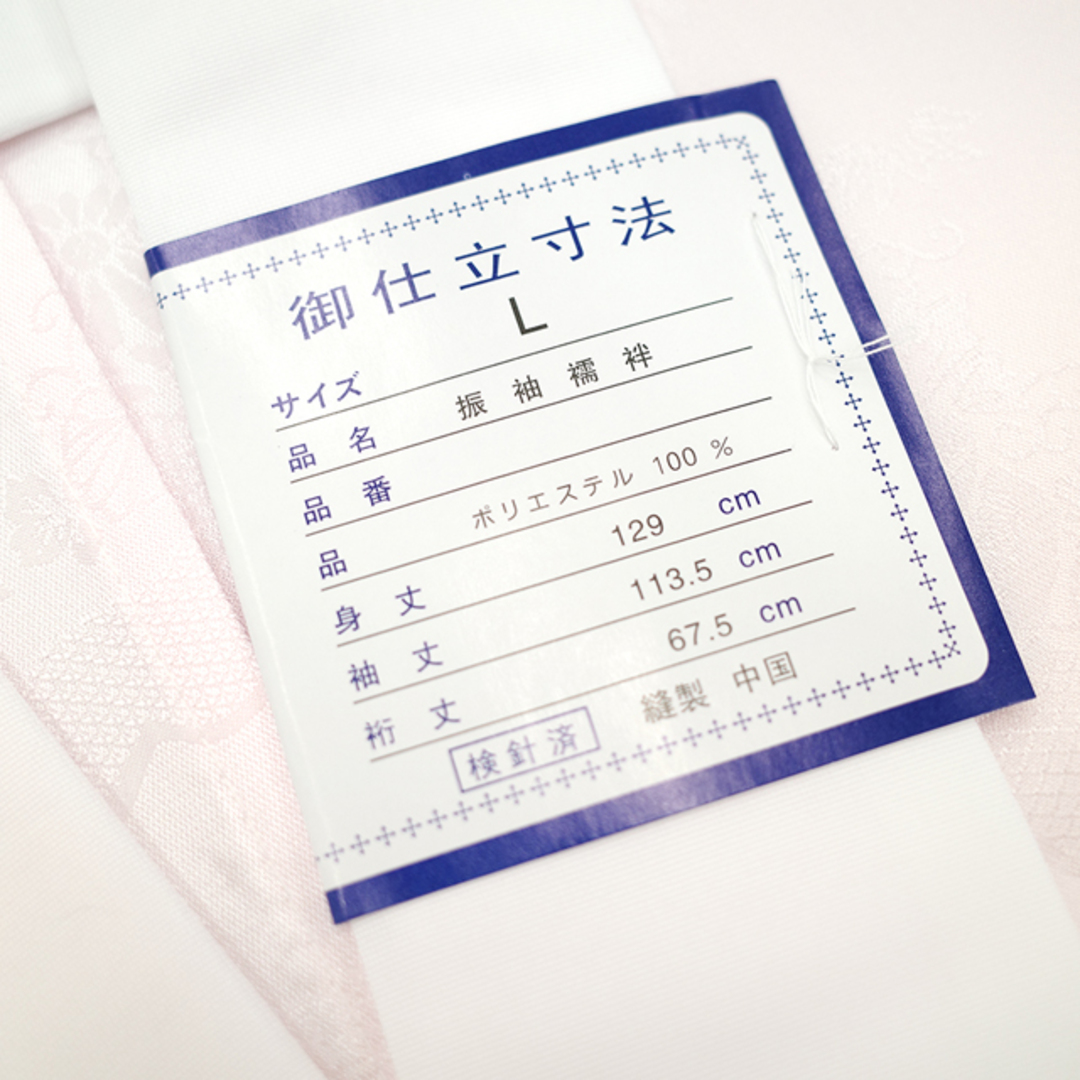 御仕立寸法
サイズ L
品名 振袖襦袢
品番
品 ポリエステル 100 %
身丈 129 cm
袖丈 113.5 cm
裄丈 67.5 cm
検針済 縫製 中国